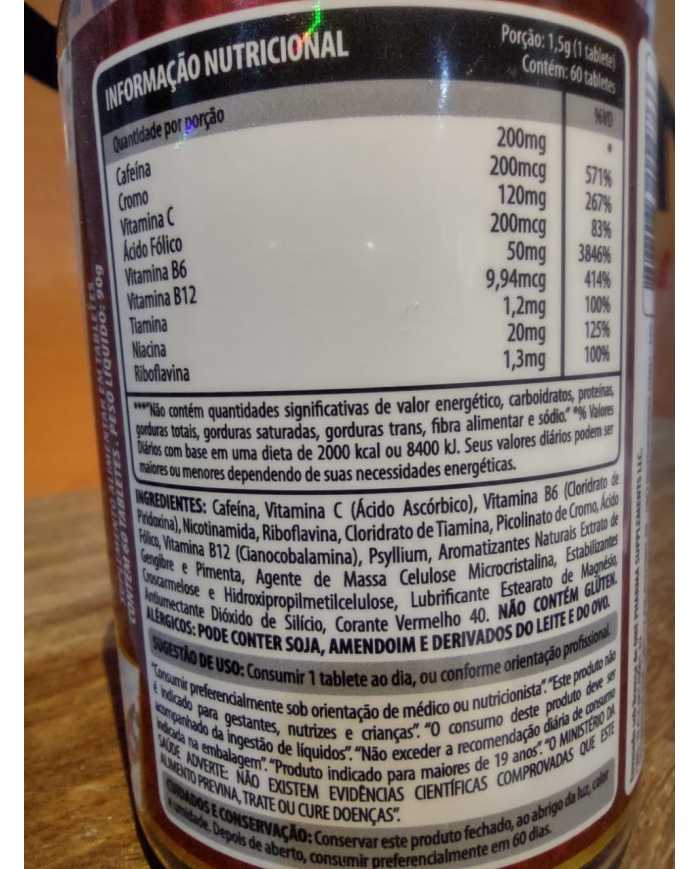 INFORMAÇÃO NUTRICIONAL
Porção: 1,5g (1 tablete)
Contém: 60 tabletes
Quantidade por porção %VD
Cafeína 200mg *
Cromo 200mcg 571%
Vitamina C 120mg 267%
Ácido Fólico 200mcg 83%
Vitamina B6 50mg 3846%
Vitamina B12 9,94mcg 414%
Tiamina 1,2mg 100%
Niacina 20mg 125%
Riboflavina 1,3mg 100%
"**"Não contém quantidades significativas de valor energético, carboidratos, proteínas,
gorduras totais, gorduras saturadas, gorduras trans, fibra alimentar e sódio." *% Valores
Diários com base em uma dieta de 2000 kcal ou 8400 kJ. Seus valores diários podem ser
maiores ou menores dependendo de suas necessidades energéticas.
INGREDIENTES: Cafeína, Vitamina C (Ácido Ascórbico), Vitamina B6 (Cloridrato de
Piridoxina), Nicotinamida, Riboflavina, Cloridrato de Tiamina, Picolinato de Cromo, Ácido
Fólico, Vitamina B12 (Cianocobalamina), Psyllium, Aromatizantes Naturais Extrato de
Gengibre e Pimenta, Agente de Massa Celulose Microcristalina, Estabilizantes
Croscarmelose e Hidroxipropilmetilcelulose, Lubrificante Estearato de Magnésio,
Antiumectante Dióxido de Silício, Corante Vermelho 40. NÃO CONTÉM GLÚTEN.
ALÉRGICOS: PODE CONTER SOJA, AMENDOIM E DERIVADOS DO LEITE E DO OVO.
SUGESTÃO DE USO: Consumir 1 tablete ao dia, ou conforme orientação profissional.
"Consumir preferencialmente sob orientação de médico ou nutricionista". "Este produto não
é indicado para gestantes, nutrizes e crianças". "O consumo deste produto deve ser
acompanhado da ingestão de líquidos". "Não exceder a recomendação diária de consumo
indicada na embalagem". "Produto indicado para maiores de 19 anos". "O MINISTÉRIO DA
SAÚDE ADVERTE: NÃO EXISTEM EVIDÊNCIAS CIENTÍFICAS COMPROVADAS QUE ESTE
ALIMENTO PREVINA, TRATE OU CURE DOENÇAS".
CUIDADOS E CONSERVAÇÃO: Conservar este produto fechado, ao abrigo da luz, calor
e umidade. Depois de aberto, consumir preferencialmente em 60 dias.
EM TABLETES
CONTÉM 60 TABLETES. PESO LÍQUIDO: 90g
PHARMA SUPPLEMENTS LLC.